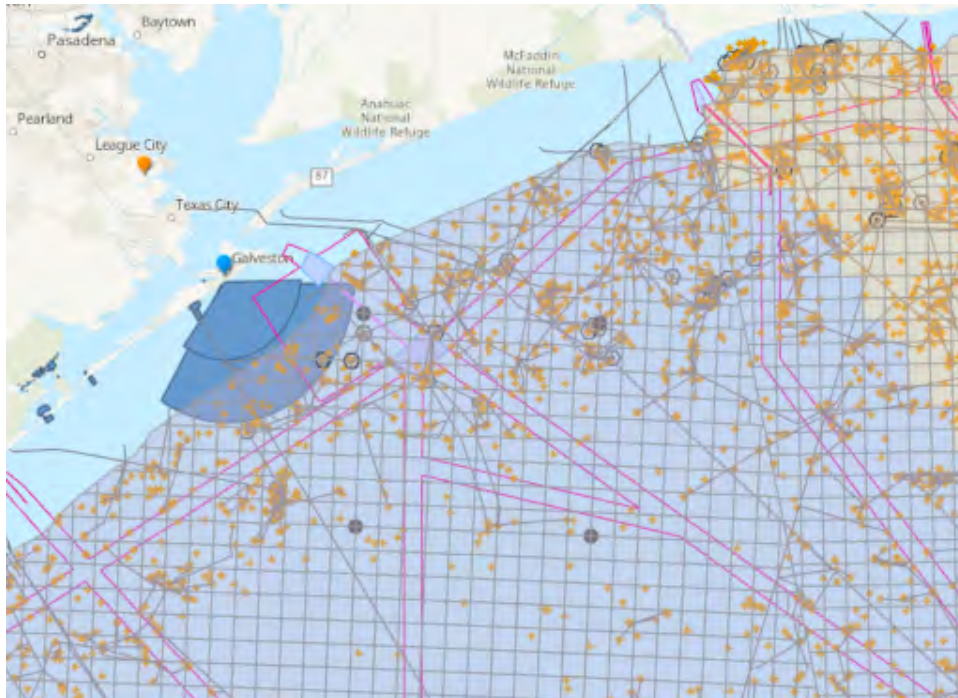 Baytown
Pasadena
McFaddin
National
Wildlife Refuge
Anahuac
National
Wildlife Refuge
Pearland
League City
87
Texas City
Galveston